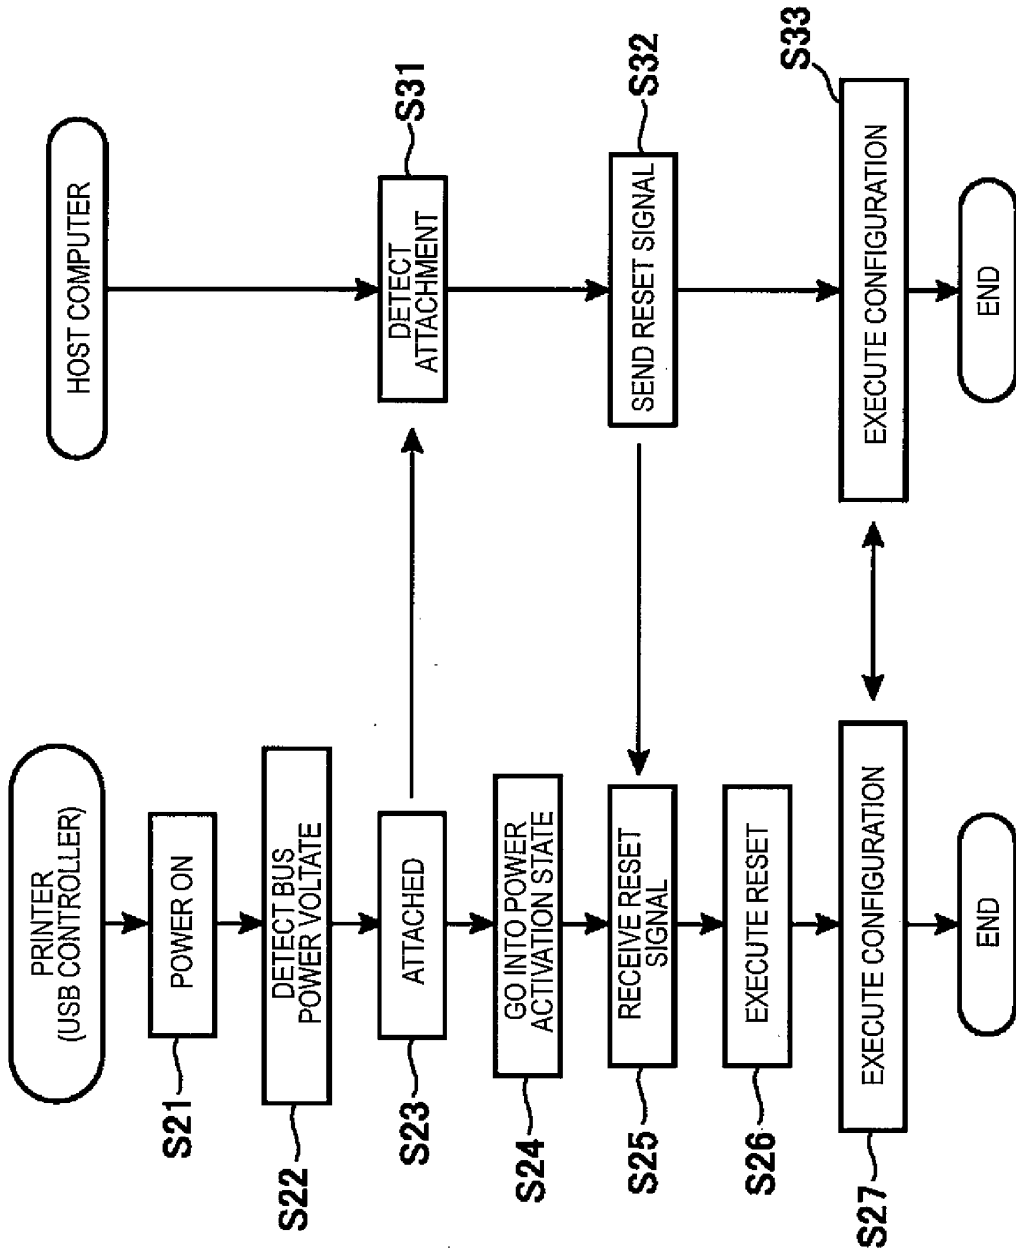 PRINTER
(USB CONTROLLER)
S21
POWER ON
S22
DETECT BUS
POWER VOLTATE
S23
ATTACHED
S24
GO INTO POWER
ACTIVATION STATE
S25
RECEIVE RESET
SIGNAL
S26
EXECUTE RESET
S27
EXECUTE CONFIGURATION
END
HOST COMPUTER
S31
DETECT
ATTACHMENT
S32
SEND RESET SIGNAL
S33
EXECUTE CONFIGURATION
END